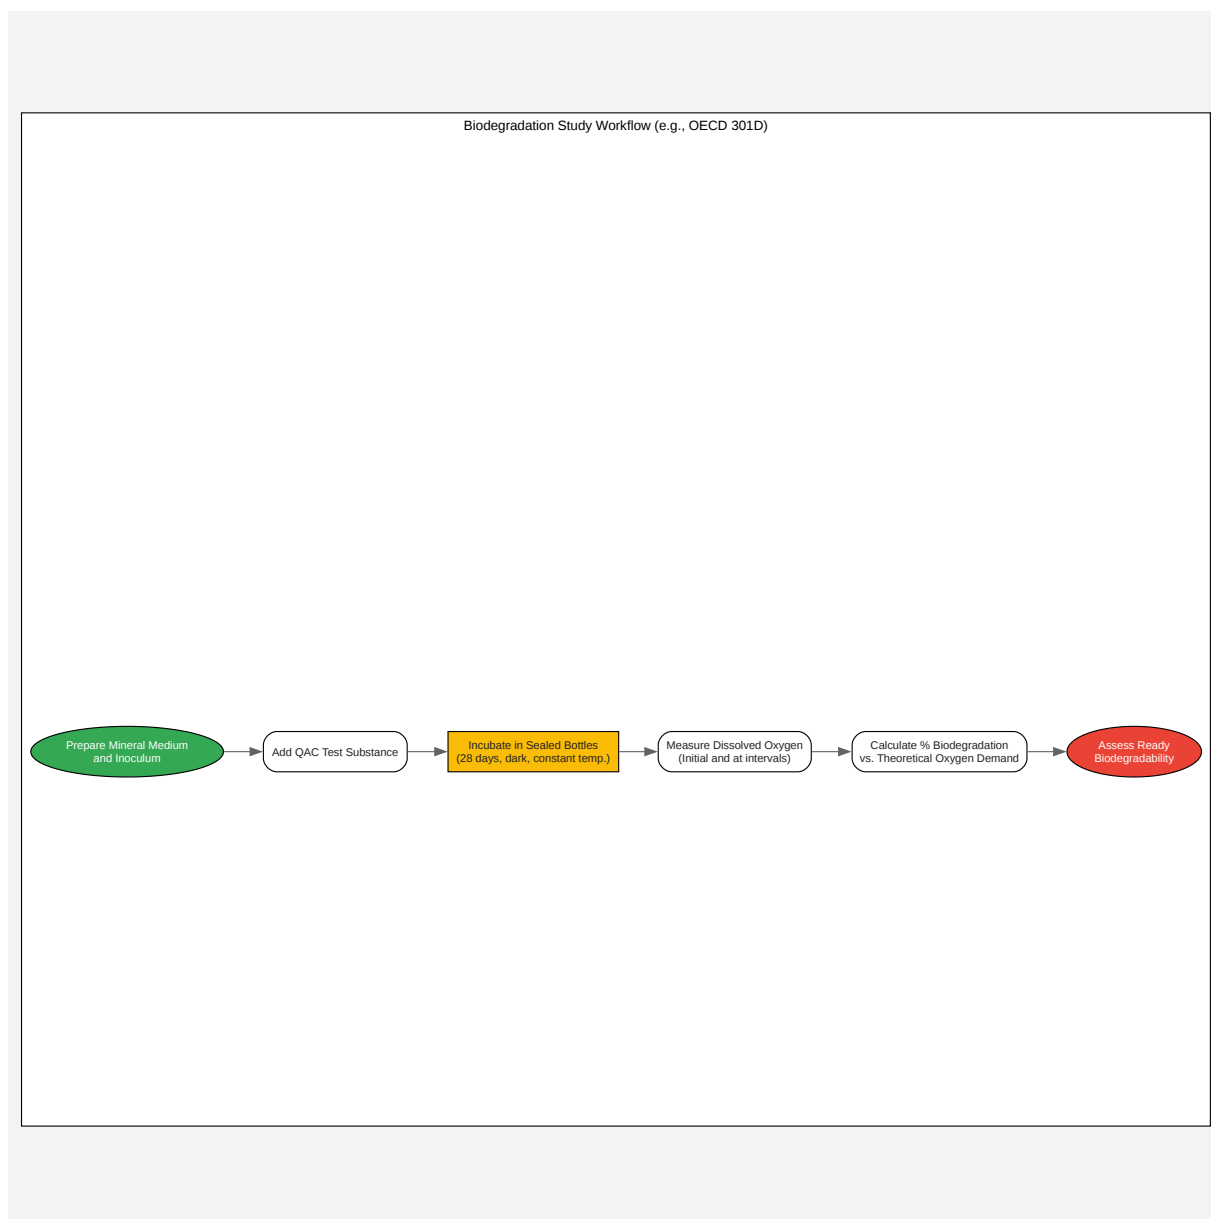 Biodegradation Study Workflow (e.g., OECD 301D)
Prepare Mineral Medium
and Inoculum
Add QAC Test Substance
Incubate in Sealed Bottles
(28 days, dark, constant temp.)
Measure Dissolved Oxygen
(Initial and at intervals)
Calculate % Biodegradation
vs. Theoretical Oxygen Demand
Assess Ready
Biodegradability